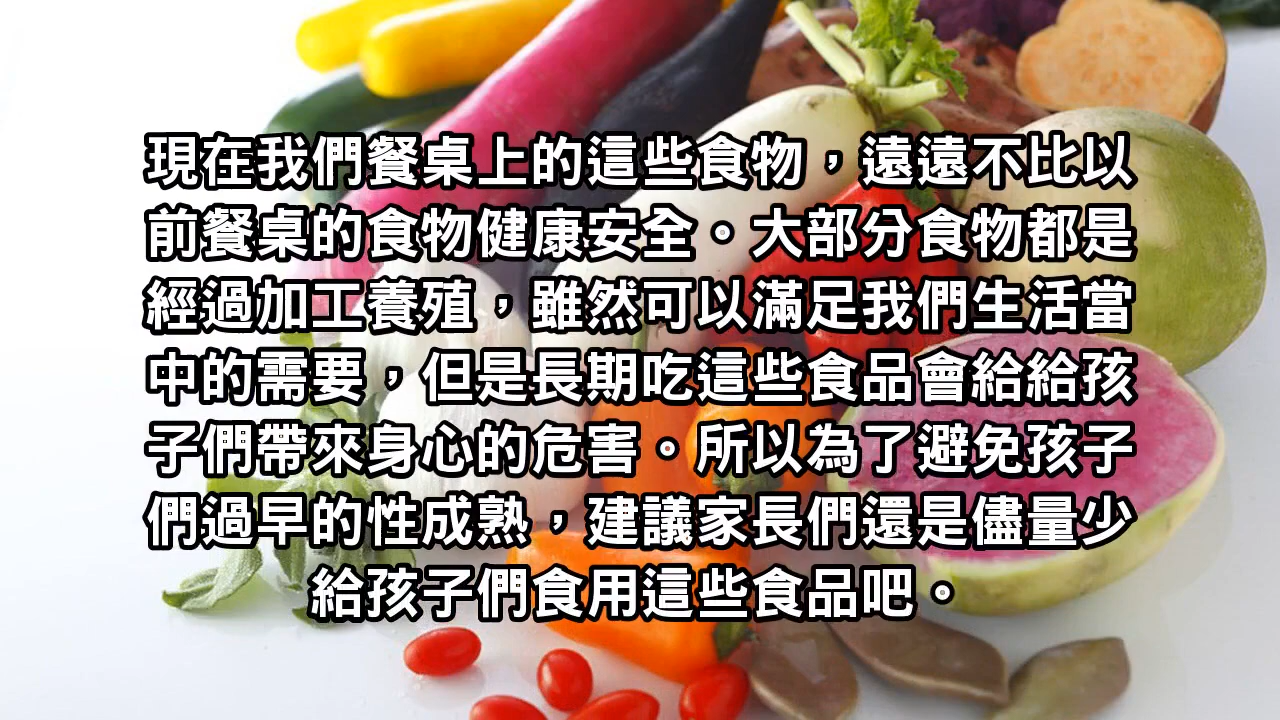 現在我們餐桌上的這些食物，遠遠不比以
前餐桌的食物健康安全。大部分食物都是
經過加工養殖，雖然可以滿足我們生活當
中的需要，但是長期吃這些食品會給給孩
子們帶來身心的危害。所以為了避免孩子
們過早的性成熟，建議家長們還是儘量少
給孩子們食用這些食品吧。